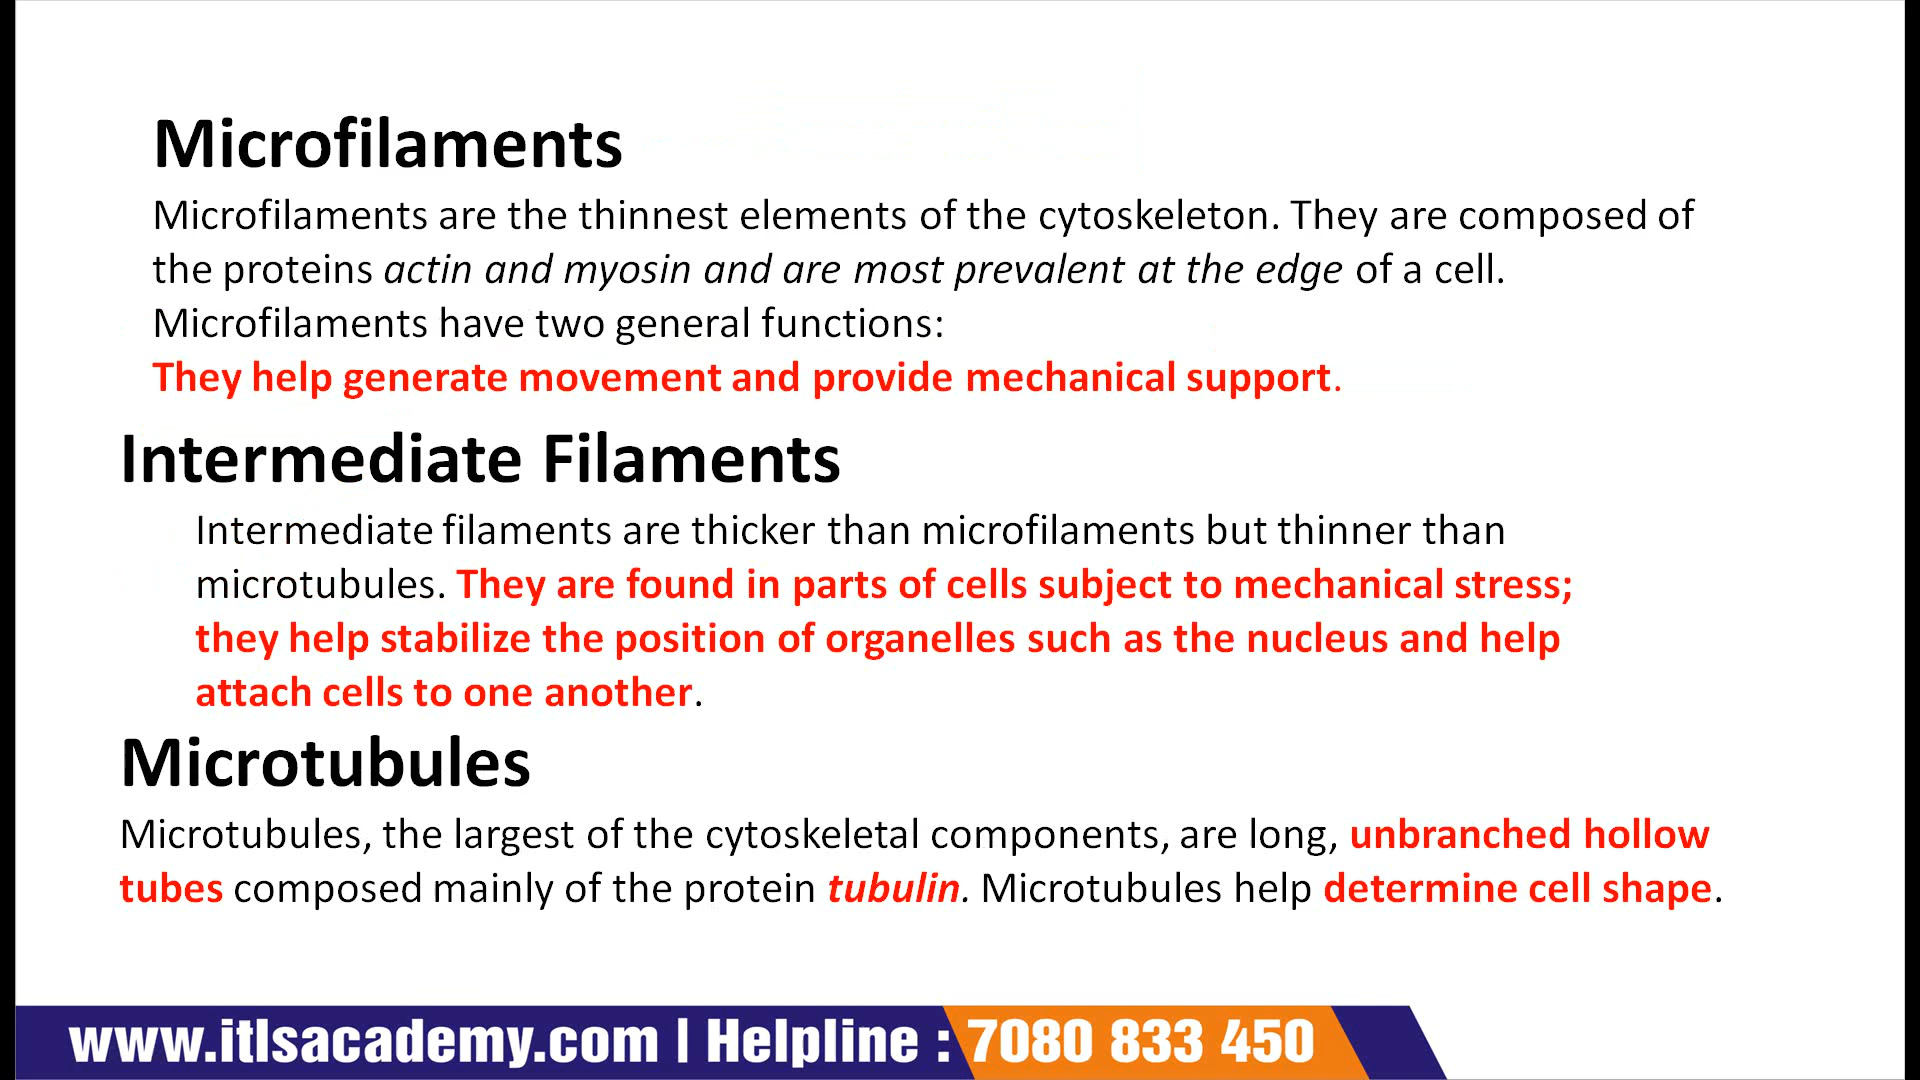 Microfilaments
Microfilaments are the thinnest elements of the cytoskeleton. They are composed of
the proteins actin and myosin and are most prevalent at the edge of a cell.
Microfilaments have two general functions:
They help generate movement and provide mechanical support.
Intermediate Filaments
Intermediate filaments are thicker than microfilaments but thinner than
microtubules. They are found in parts of cells subject to mechanical stress;
they help stabilize the position of organelles such as the nucleus and help
attach cells to one another.
Microtubules
Microtubules, the largest of the cytoskeletal components, are long, unbranched hollow
tubes composed mainly of the protein tubulin. Microtubules help determine cell shape.
www.itlsacademy.com | Helpline : 7080 833 450